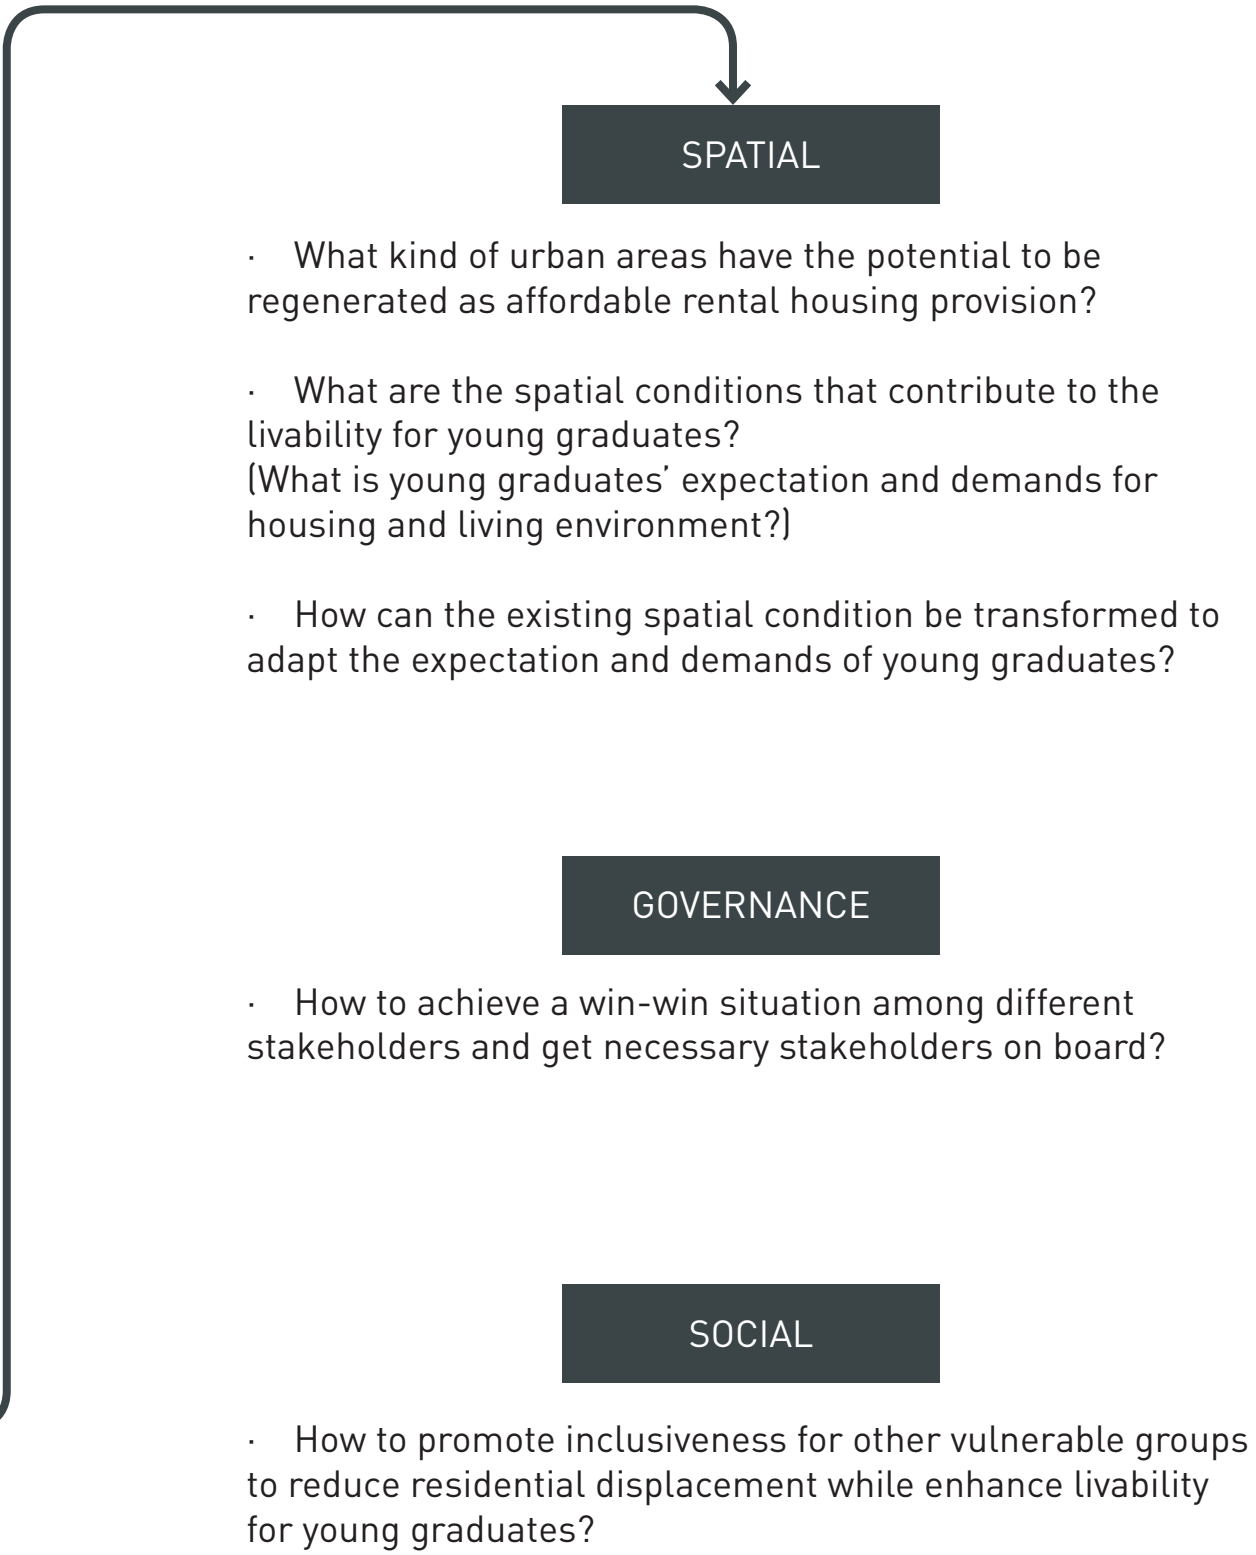 SPATIAL
· What kind of urban areas have the potential to be
regenerated as affordable rental housing provision?
· What are the spatial conditions that contribute to the
livability for young graduates?
(What is young graduates’ expectation and demands for
housing and living environment?)
· How can the existing spatial condition be transformed to
adapt the expectation and demands of young graduates?
GOVERNANCE
· How to achieve a win-win situation among different
stakeholders and get necessary stakeholders on board?
SOCIAL
· How to promote inclusiveness for other vulnerable groups
to reduce residential displacement while enhance livability
for young graduates?